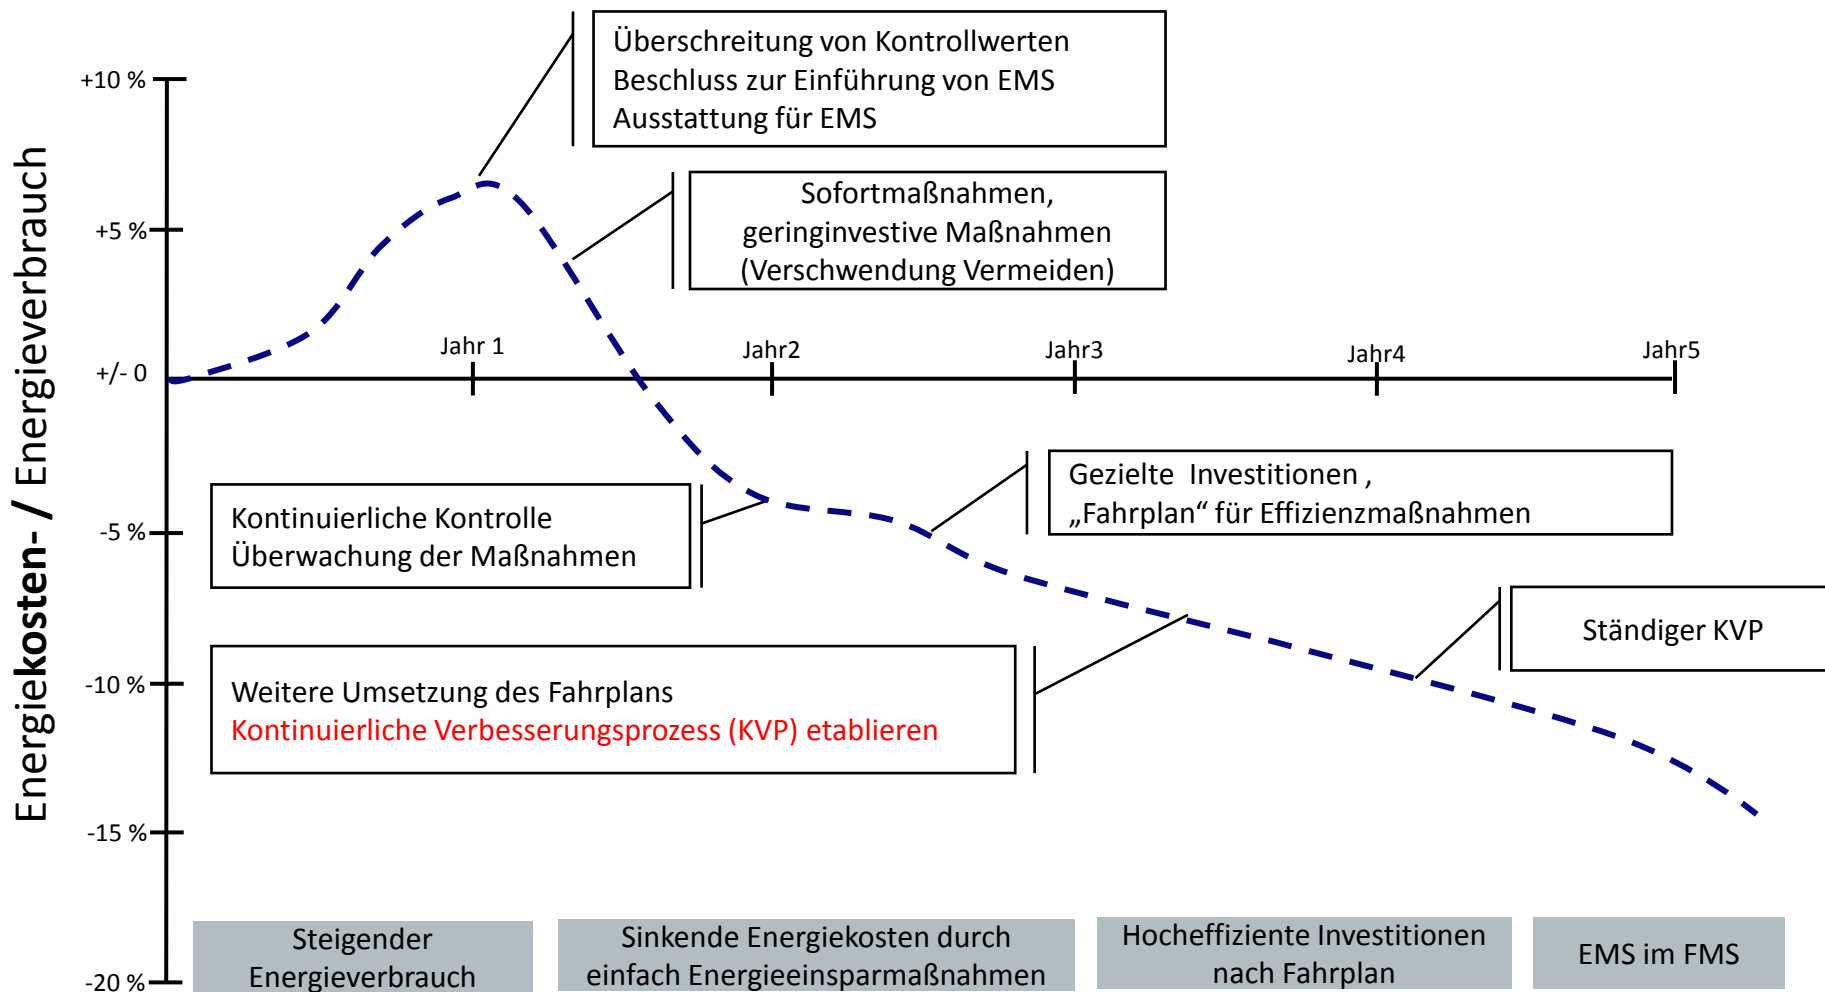 Überschreitung von Kontrollwerten
Beschluss zur Einführung von EMS
Ausstattung für EMS
Sofortmaßnahmen,
geringinvestive Maßnahmen
(Verschwendung Vermeiden)
Energiekosten- / Energieverbrauch
+10 %
+5 %
+/- 0
-5 %
-10 %
-15 %
-20 %
Jahr 1
Jahr2
Jahr3
Jahr4
Jahr5
Kontinuierliche Kontrolle
Überwachung der Maßnahmen
Gezielte  Investitionen ,
„Fahrplan“ für Effizienzmaßnahmen
Weitere Umsetzung des Fahrplans
Kontinuierliche Verbesserungsprozess (KVP) etablieren
Ständiger KVP
Steigender
Energieverbrauch
Sinkende Energiekosten durch
einfach Energieeinsparmaßnahmen
Hocheffiziente Investitionen
nach Fahrplan
EMS im FMS